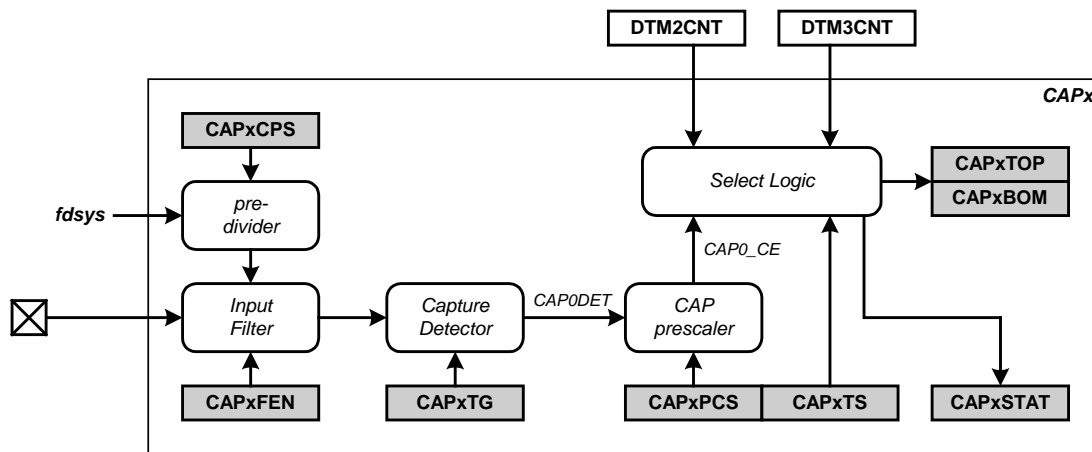 DTM2CNT
DTM3CNT
CAPx
CAPxCPS
CAPxTOP
CAPxBOM
Select Logic
pre-
divider
fdsys
CAP0_CE
Input
Filter
Capture
Detector
CAP0DET
CAP
prescaler
CAPxFEN
CAPxTG
CAPxPCS
CAPxTS
CAPxSTAT